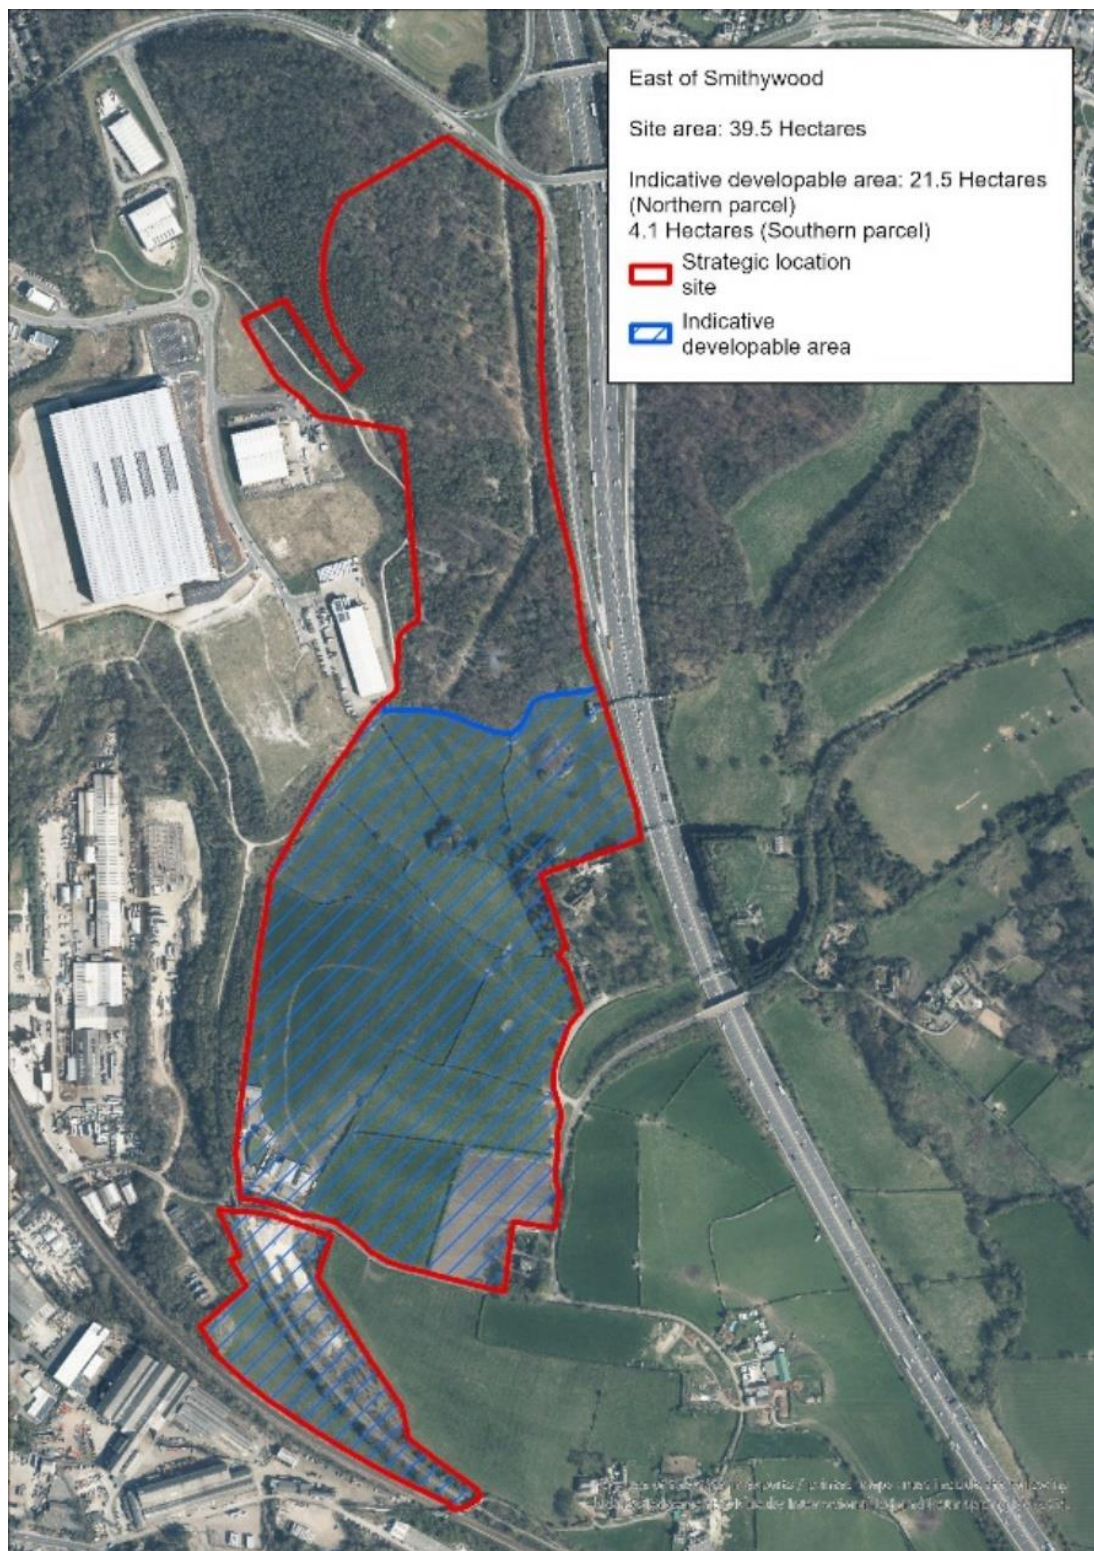 East of Smithywood
Site area: 39.5 Hectares
Indicative developable area: 21.5 Hectares
(Northern parcel)
4.1 Hectares (Southern parcel)
Strategic location
site
Indicative
developable area